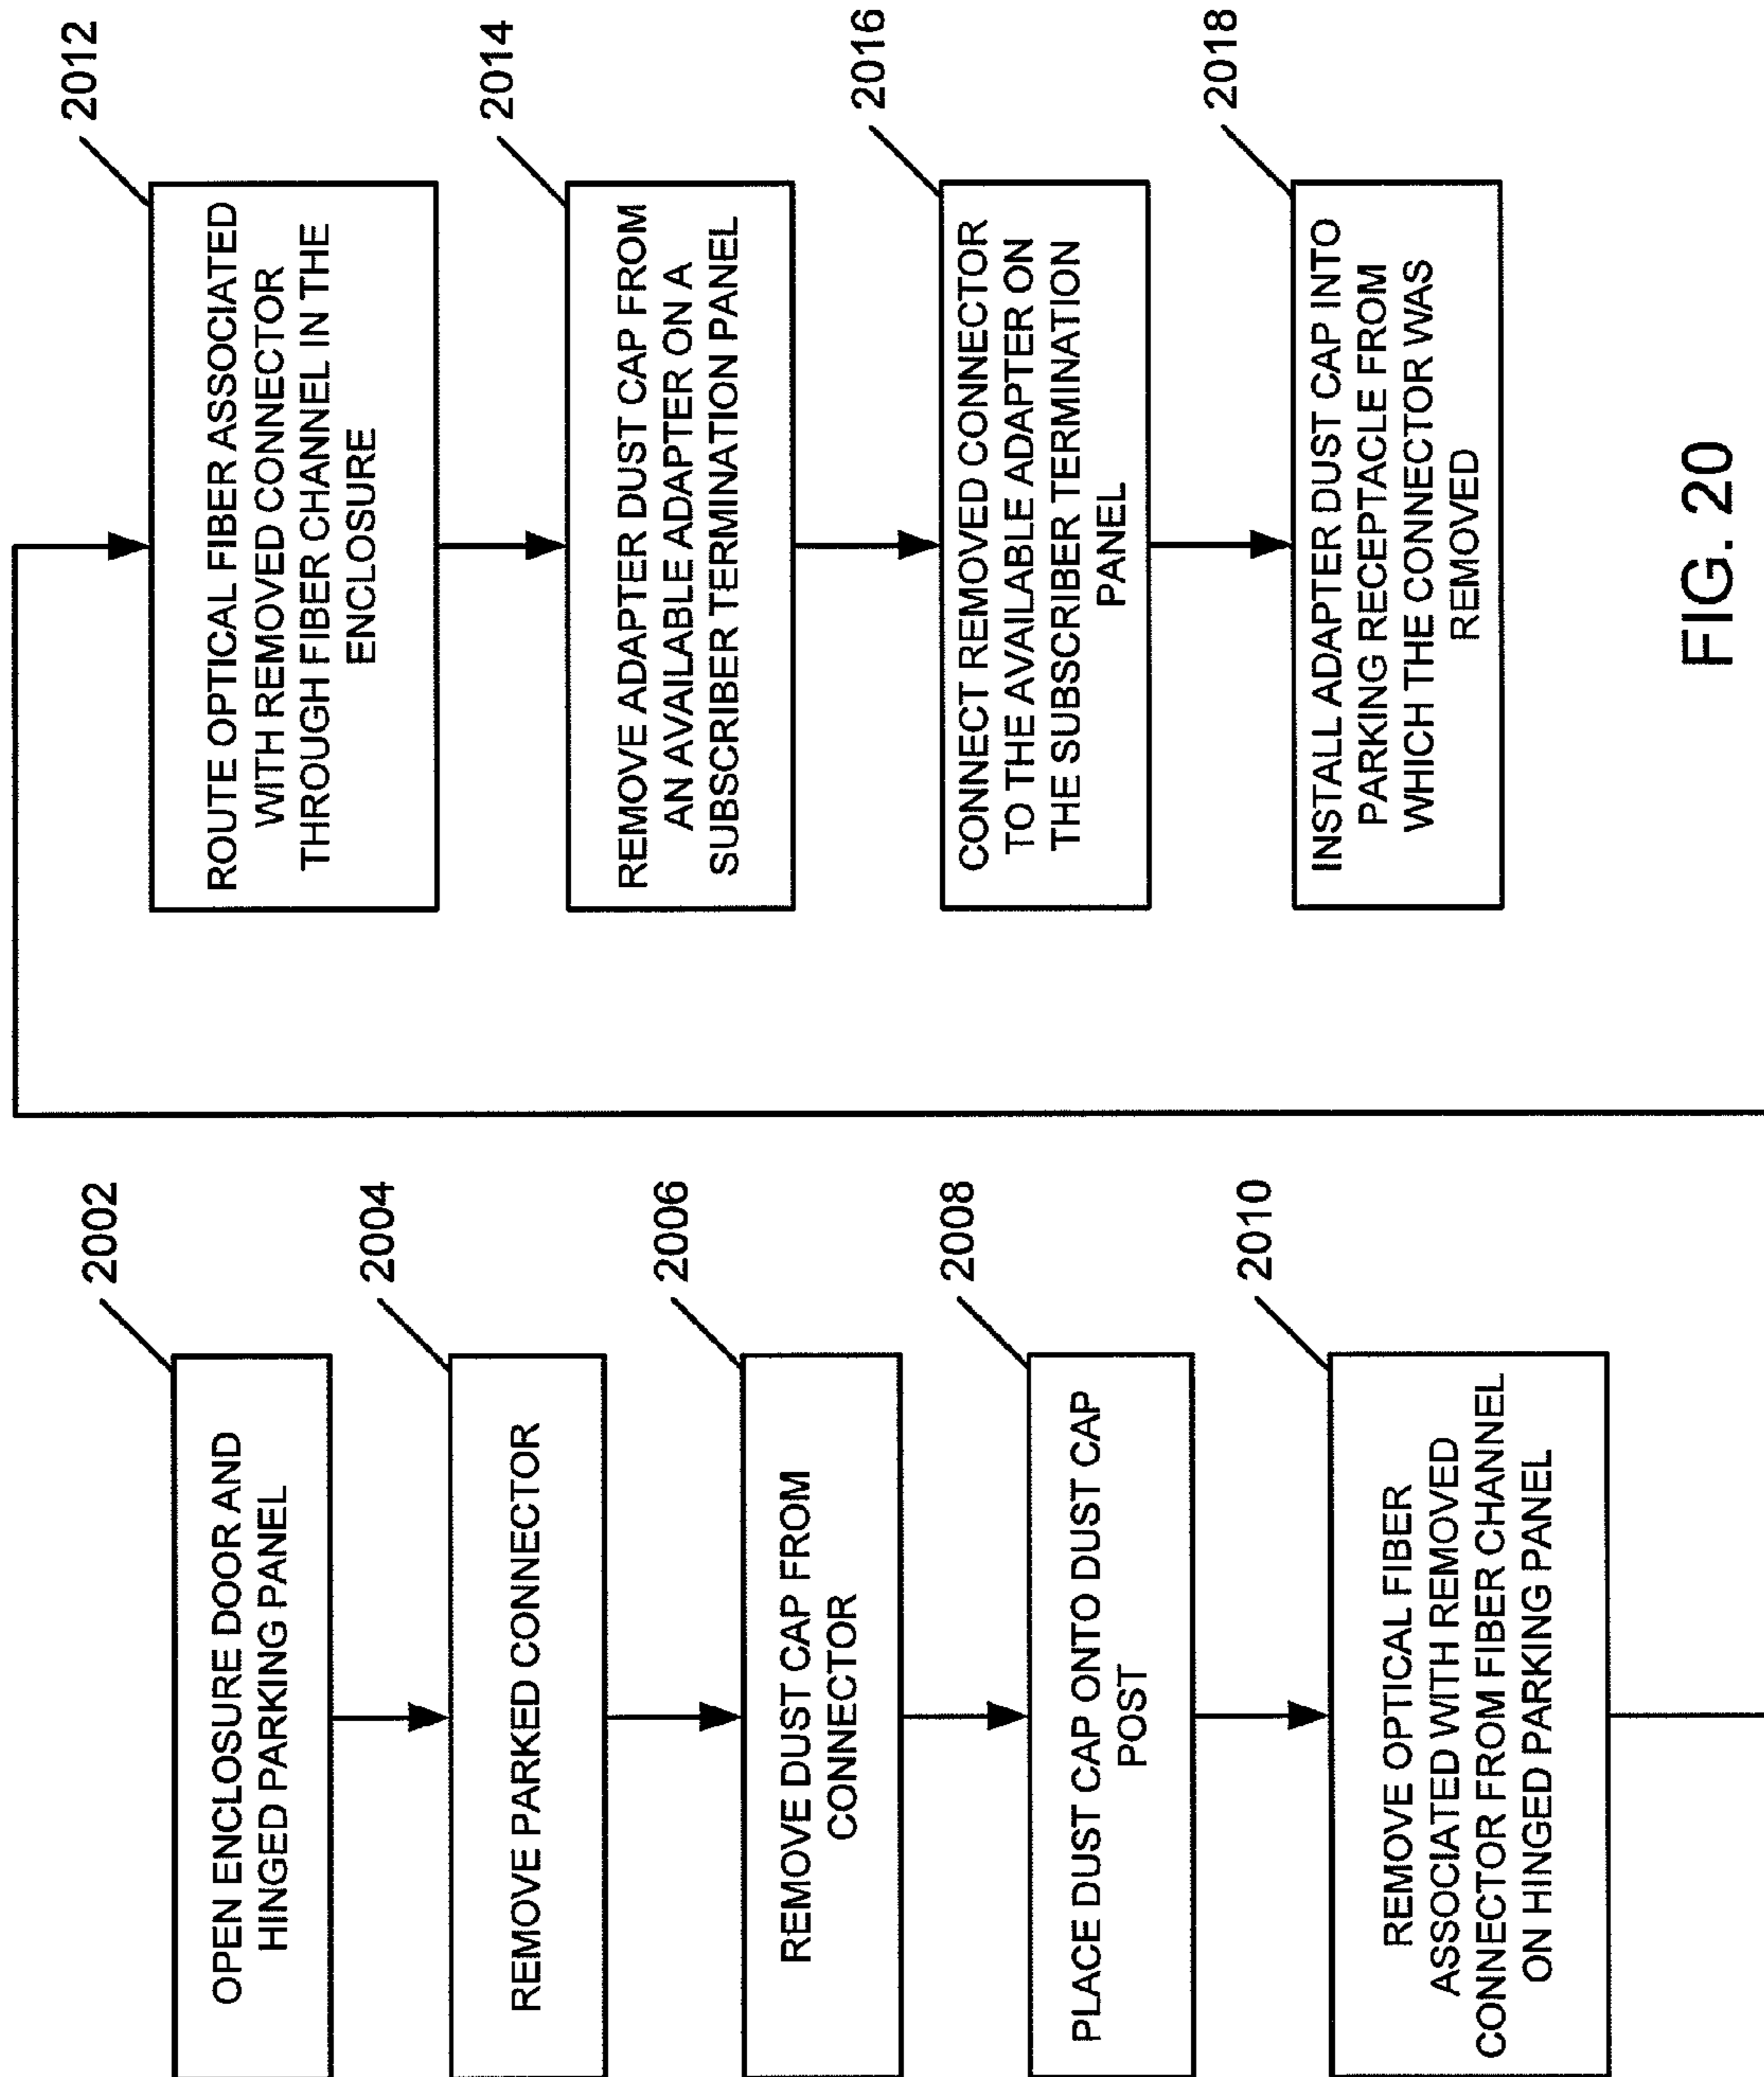 2002
OPEN ENCLOSURE DOOR AND
HINGED PARKING PANEL
2004
REMOVE PARKED CONNECTOR
2006
REMOVE DUST CAP FROM
CONNECTOR
2008
PLACE DUST CAP ONTO DUST CAP
POST
2010
REMOVE OPTICAL FIBER
ASSOCIATED WITH REMOVED
CONNECTOR FROM FIBER CHANNEL
ON HINGED PARKING PANEL
2012
ROUTE OPTICAL FIBER ASSOCIATED
WITH REMOVED CONNECTOR
THROUGH FIBER CHANNEL IN THE
ENCLOSURE
2014
REMOVE ADAPTER DUST CAP FROM
AN AVAILABLE ADAPTER ON A
SUBSCRIBER TERMINATION PANEL
2016
CONNECT REMOVED CONNECTOR
TO THE AVAILABLE ADAPTER ON
THE SUBSCRIBER TERMINATION
PANEL
2018
INSTALL ADAPTER DUST CAP INTO
PARKING RECEPTACLE FROM
WHICH THE CONNECTOR WAS
REMOVED
FIG. 20